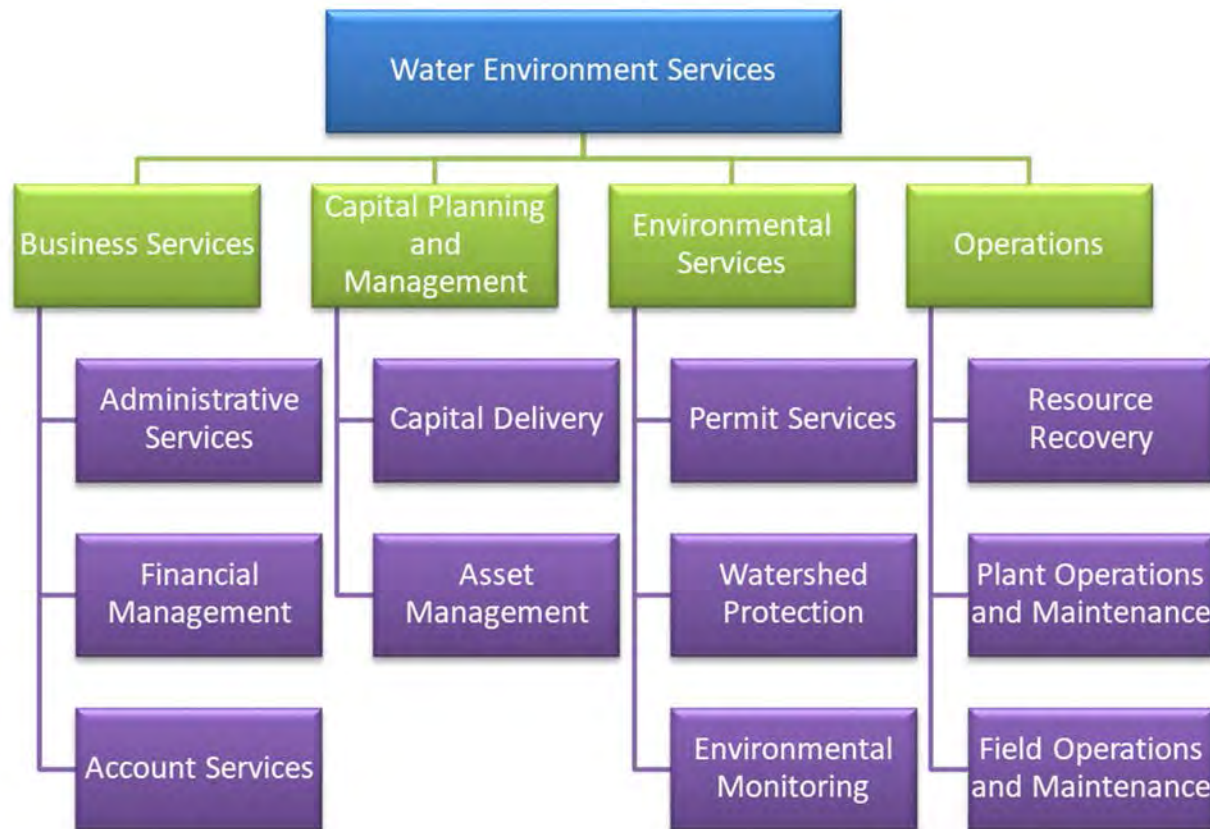 Water Environment Services
Business Services
Capital Planning
and
Management
Environmental
Services
Operations
Administrative
Services
Capital Delivery
Permit Services
Resource
Recovery
Financial
Management
Asset
Management
Watershed
Protection
Plant Operations
and Maintenance
Account Services
Environmental
Monitoring
Field Operations
and Maintenance